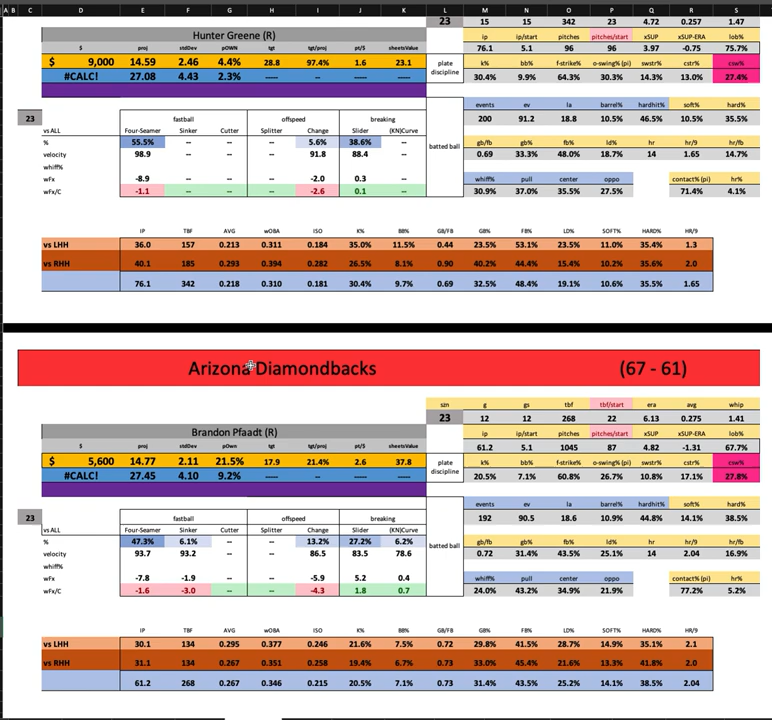 A B C D E F G H I J K L M N O P Q R S
23 15 15 342 23 4.72 0.257 1.47
Hunter Greene (R) ip ip/start pitches pitches/start xSUP xSUP-ERA lob%
$ proj stdDev pOWN tgt tgt/proj pt/$ sheetsValue 76.1 5.1 96 96 3.97 -0.75 75.7%
$ 9,000 14.59 2.46 4.4% 28.8 97.4% 1.6 23.1 plate discipline k% bb% f-strike% o-swing% (pi) swstr% cstr% csw%
#CALC! 27.08 4.43 2.3% ---- -- ---- ---- 30.4% 9.9% 64.3% 30.3% 14.3% 13.0% 27.4%
events ev la barrel% hardhit% soft% hard%
23 fastball offspeed breaking 200 91.2 18.8 10.5% 46.5% 10.5% 35.5%
vs ALL Four-Seamer Sinker Cutter Splitter Change Slider (KN)Curve
% 55.5% -- -- -- 5.6% 38.6% -- batted ball gb/fb gb% fb% ld% hr hr/9 hr/fb
velocity 98.9 -- -- -- 91.8 88.4 -- 0.69 33.3% 48.0% 18.7% 14 1.65 14.7%
whiff%
wFx -8.9 -- -- -- -2.0 0.3 -- whiff% pull center oppo contact% (pi) hr%
wFx/C -1.1 -- -- -- -2.6 0.1 -- 30.9% 37.0% 35.5% 27.5% 71.4% 4.1%
IP TBF AVG wOBA ISO K% BB% GB/FB GB% FB% LD% SOFT% HARD% HR/9
vs LHH 36.0 157 0.213 0.311 0.184 35.0% 11.5% 0.44 23.5% 53.1% 23.5% 11.0% 35.4% 1.3
vs RHH 40.1 185 0.293 0.394 0.282 26.5% 8.1% 0.90 40.2% 44.4% 15.4% 10.2% 35.6% 2.0
76.1 342 0.218 0.310 0.181 30.4% 9.7% 0.69 32.5% 48.4% 19.1% 10.6% 35.5% 1.65
Arizona Diamondbacks (67 - 61)
szn g gs tbf tbf/start era avg whip
23 12 12 268 22 6.13 0.275 1.41
Brandon Pfaadt (R) ip ip/start pitches pitches/start xSUP xSUP-ERA lob%
$ proj stdDev pOwn tgt tgt/proj pt/$ sheetsValue 61.2 5.1 1045 87 4.82 -1.31 67.7%
$ 5,600 14.77 2.11 21.5% 17.9 21.4% 2.6 37.8 plate discipline k% bb% f-strike% o-swing% (pi) swstr% cstr% csw%
#CALC! 27.45 4.10 9.2% ---- -- ---- ---- 20.5% 7.1% 60.8% 26.7% 10.8% 17.1% 27.8%
events ev la barrel% hardhit% soft% hard%
23 fastball offspeed breaking 192 90.5 18.6 10.9% 44.8% 14.1% 38.5%
vs ALL Four-Seamer Sinker Cutter Splitter Change Slider (KN)Curve
% 47.3% 6.1% -- -- 13.2% 27.2% 6.2% batted ball gb/fb gb% fb% ld% hr hr/9 hr/fb
velocity 93.7 93.2 -- -- 86.5 83.5 78.6 0.72 31.4% 43.5% 25.1% 14 2.04 16.9%
whiff%
wFx -7.8 -1.9 -- -- -5.9 5.2 0.4 whiff% pull center oppo contact% (pi) hr%
wFx/C -1.6 -3.0 -- -- -4.3 1.8 0.7 24.0% 43.2% 34.9% 21.9% 77.2% 5.2%
IP TBF AVG wOBA ISO K% BB% GB/FB GB% FB% LD% SOFT% HARD% HR/9
vs LHH 30.1 134 0.295 0.377 0.246 21.6% 7.5% 0.72 29.8% 41.5% 28.7% 14.9% 35.1% 2.1
vs RHH 31.1 134 0.267 0.351 0.258 19.4% 6.7% 0.73 33.0% 45.4% 21.6% 13.3% 41.8% 2.0
61.2 268 0.267 0.346 0.215 20.5% 7.1% 0.73 31.4% 43.5% 25.2% 14.1% 38.5% 2.04